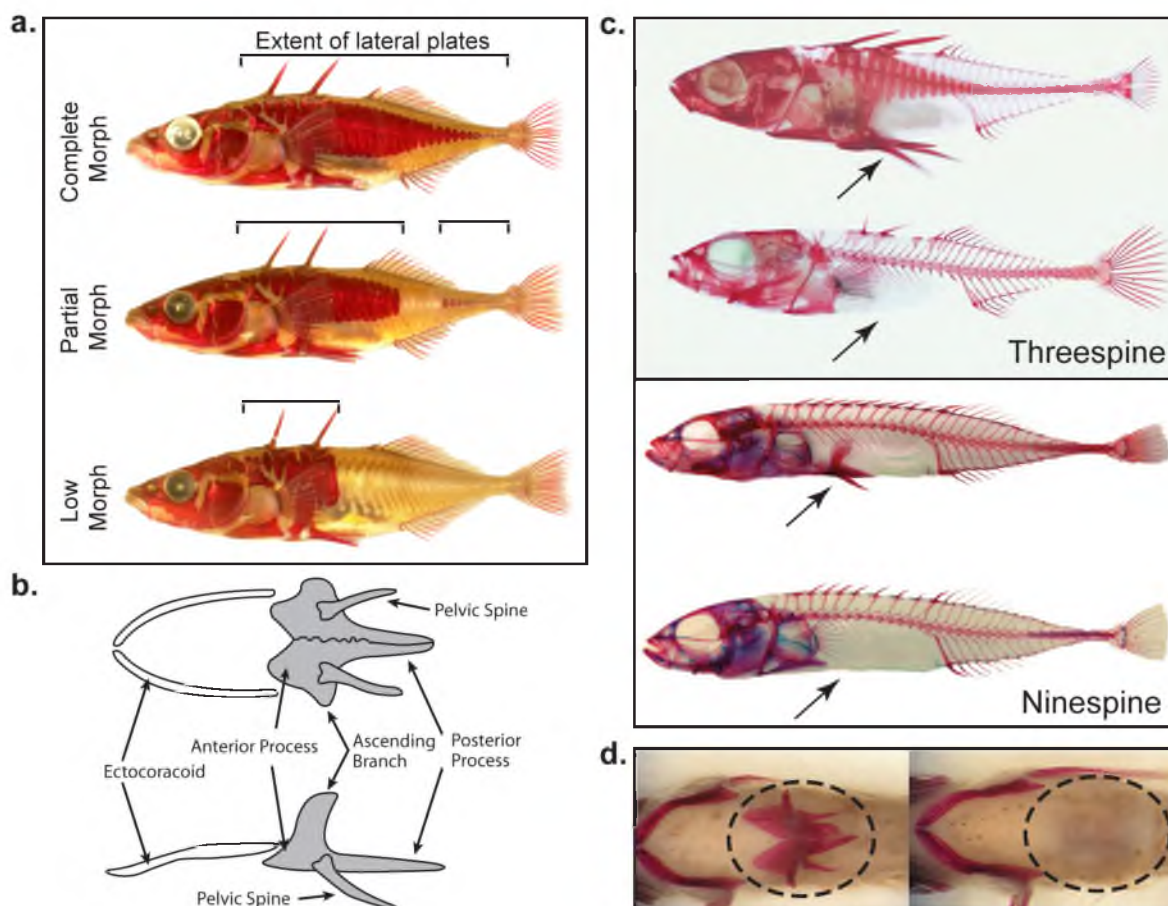 a.
Extent of lateral plates
Complete
Morph
Partial
Morph
Low
Morph
b.
Pelvic Spine
Anterior Process
Ascending
Branch
Posterior
Process
Ectocoracoid
Pelvic Spine
c.
Threespine
Ninespine
d.